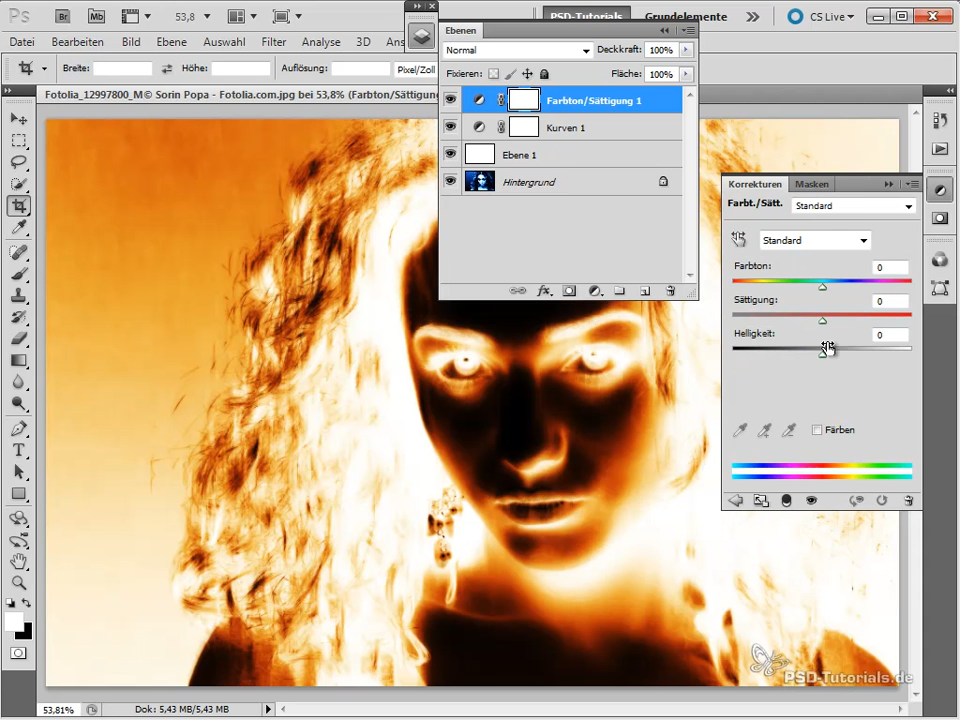 Ps Br Mb 53,8 PSD-Tutorials Grundelemente CS Live
Datei Bearbeiten Bild Ebene Auswahl Filter Analyse 3D Ans
Breite: Höhe: Auflösung: Pixel/Zoll
Fotolia_12997800_M© Sorin Popa - Fotolia.com.jpg bei 53,8% (Farbton/Sättigung
Ebenen
Normal Deckkraft: 100%
Fixieren: Fläche: 100%
Farbton/Sättigung 1
Kurven 1
Ebene 1
Hintergrund
Korrekturen Masken
Farbt./Sätt. Standard
Standard
Farbton: 0
Sättigung: 0
Helligkeit: 0
Färben
PSD-Tutorials.de
53,81% Dok: 5,43 MB/5,43 MB